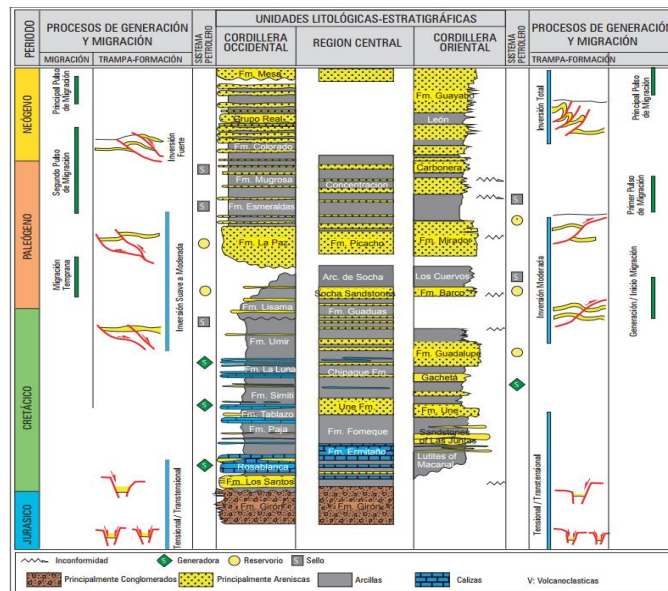 PERIODO
PROCESOS DE GENERACIÓN
Y MIGRACIÓN
MIGRACIÓN
TRAMPA-FORMACIÓN
SISTEMA
PETROLERO
UNIDADES LITOLÓGICAS-ESTRATIGRÁFICAS
CORDILLERA
OCCIDENTAL
REGION CENTRAL
CORDILLERA
ORIENTAL
SISTEMA
PETROLERO
PROCESOS DE GENERACIÓN
Y MIGRACIÓN
TRAMPA-FORMACIÓN
MIGRACIÓN
NEÓGENO
PALEÓGENO
CRETÁCICO
JURASICO
Principal Pulso
de Migración
Segundo Pulso
de Migración
Migración
Temprana
Inversión
Fuerte
Inversión Suave a Moderada
Tensional / Transtensional
S
S
S
S
S
S
Fm. Mesa
Grupo Real
Fm. Colorado
Fm. Mugrosa
Fm. Esmeraldas
Fm. La Paz
Fm. Lisama
Fm. Umir
Fm. La Luna
Fm. Simiti
Fm. Tablazo
Fm. Paja
Rosablanca
Fm. Los Santos
Fm. Girón
Concentracion
Fm. Picacho
Arc. de Socha
Socha Sandstones
Fm. Guaduas
Chipaque Fm.
Une Fm.
Fm. Fomeque
Fm. Ermitaño
Fm. Girón
Fm. Guayabo
León
Carbonera
Fm. Mirador
Los Cuervos
Fm. Barco
Fm. Guadalupe
Gachetá
Fm. Une
Sandstones
of Las Juntas
Lutites of
Macanal
S
S
S
Inversión Total
Inversión Moderada
Tensional / Transtensional
Principal Pulso
de Migración
Primer Pulso
de Migración
Generación / Inicio Migración
Inconformidad
S
Generadora
Reservorio
S
Sello
Principalmente Conglomerados
Principalmente Areniscas
Arcillas
Calizas
V: Volcanoclasticas